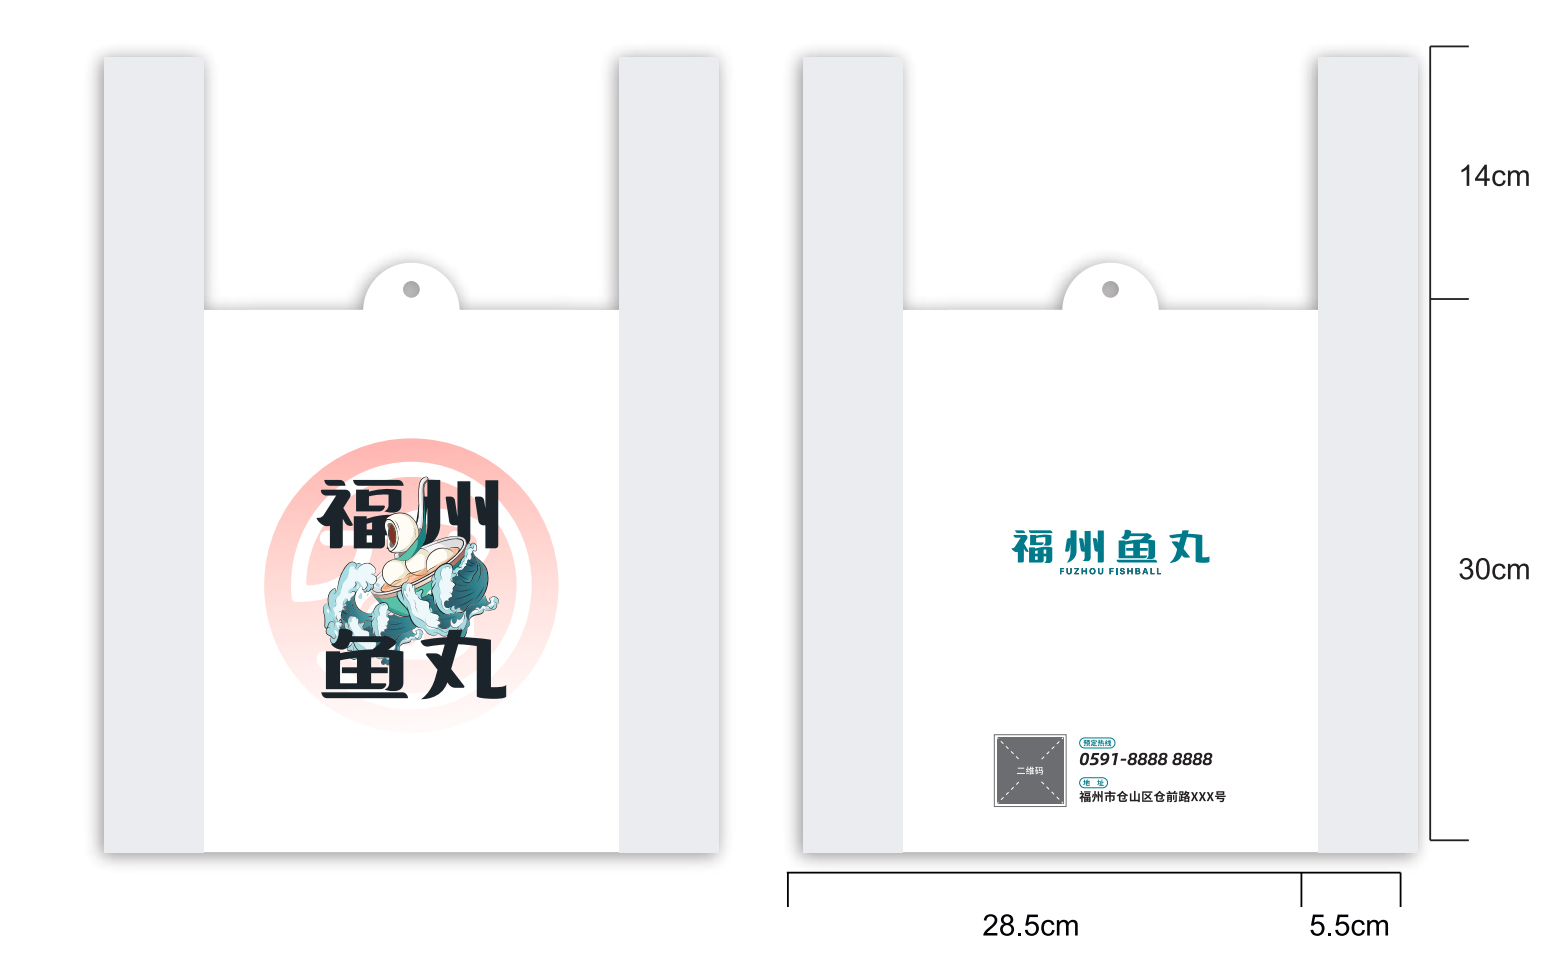 福州
鱼丸
福州鱼丸
FUZHOU FISHBALL
二维码
预定热线
0591-8888 8888
地 址
福州市仓山区仓前路XXX号
14cm
30cm
28.5cm
5.5cm